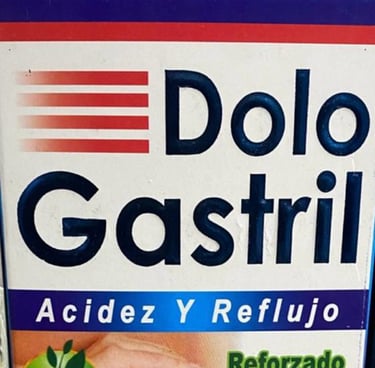 Dolo
Gastril
Acidez Y Reflujo
Reforzado